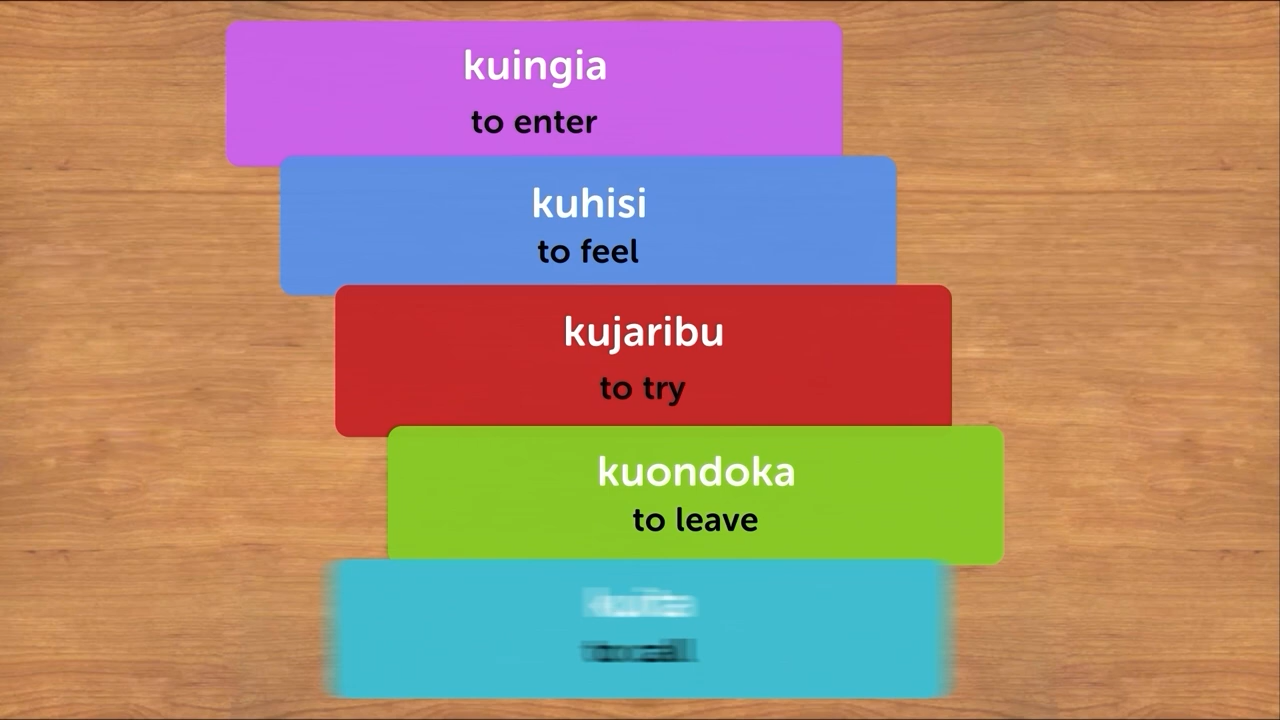 kuingia
to enter
kuhisi
to feel
kujaribu
to try
kuondoka
to leave